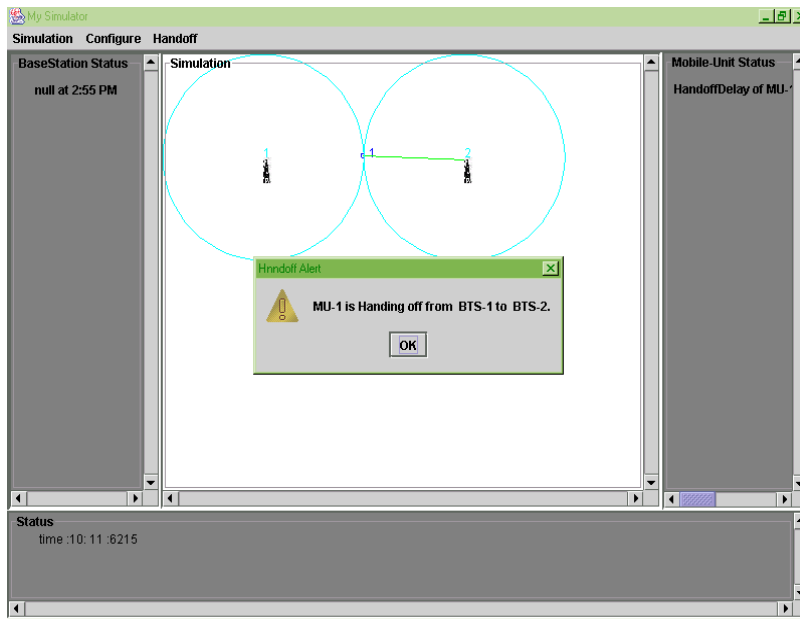 My Simulator
Simulation Configure Handoff
BaseStation Status
null at 2:55 PM
Simulation
1
1
2
Hnndoff Alert
MU-1 is Handing off from BTS-1 to BTS-2.
OK
Mobile-Unit Status
HandoffDelay of MU-
Status
time :10: 11 :6215